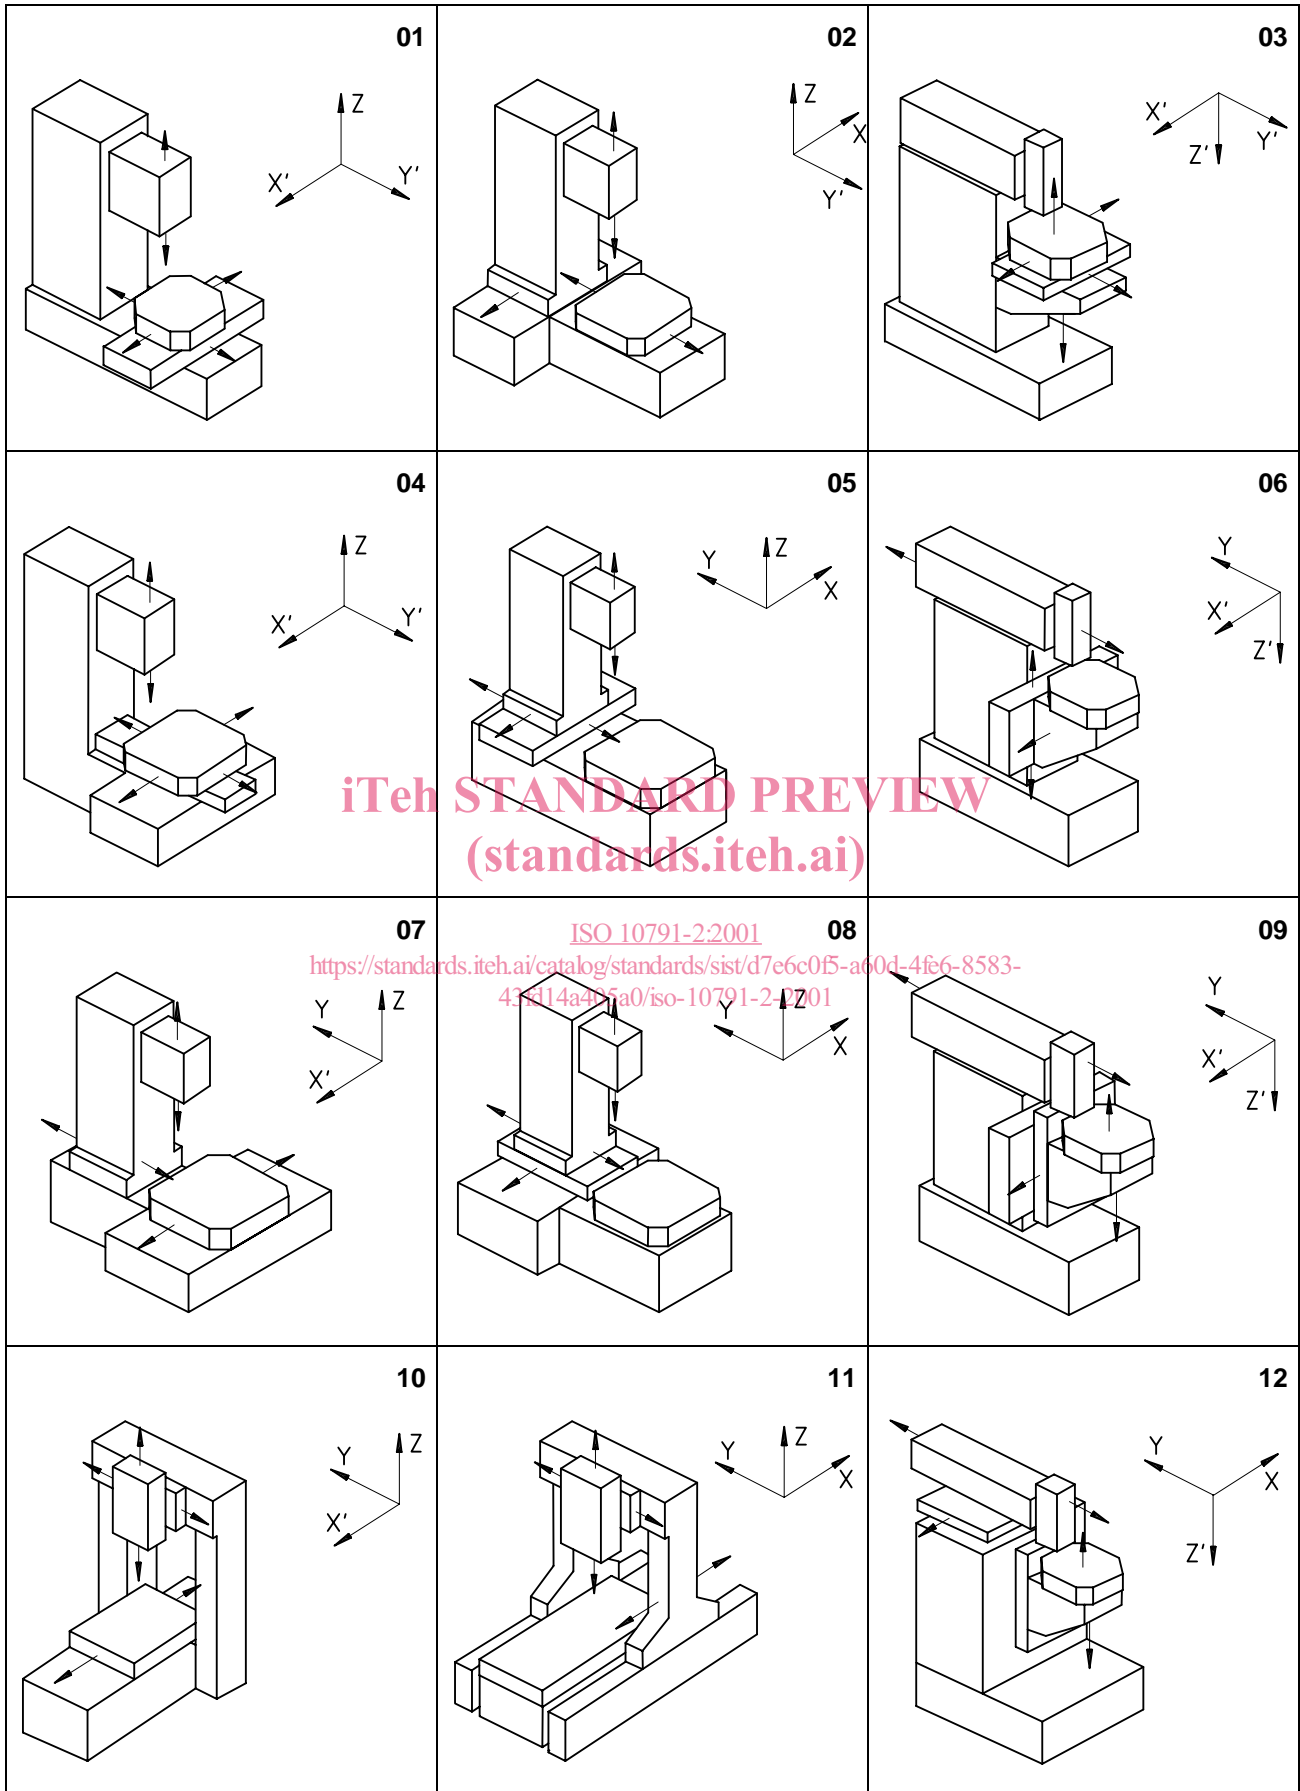 01
Z
X'
Y'
02
Z
X
Y'
03
X'
Z'
Y'
04
Z
X'
Y'
05
Y
Z
X
06
Y
X'
Z'
iTeh STANDARD PREVIEW
(standards.iteh.ai)
ISO 10791-2:2001
https://standards.iteh.ai/catalog/standards/sist/d7e6c0f5-a60d-4fe6-8583-
43fd14a405a0/iso-10791-2-2001
07
Y
Z
X'
08
Y
Z
X
09
Y
X'
Z'
10
Y
Z
X'
11
Y
Z
X
12
Y
X
Z'